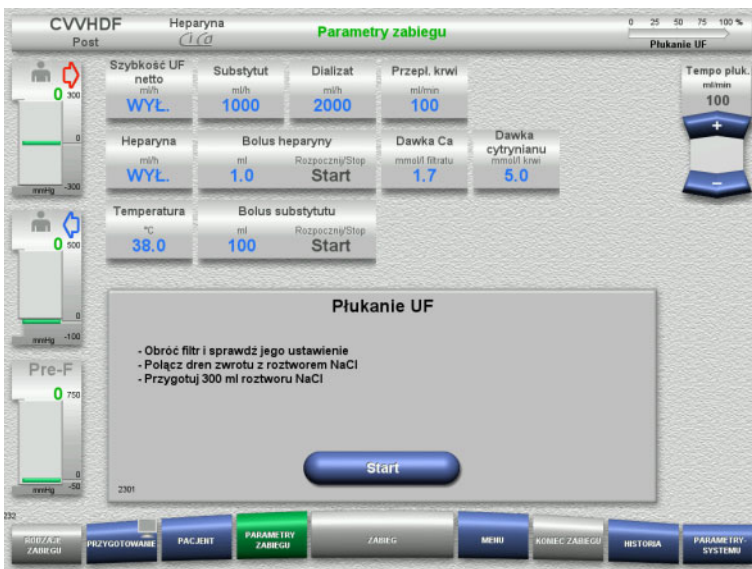 CVVHDF
Post
Heparyna
Ci Ca
Parametry zabiegu
0 25 50 75 100 %
Płukanie UF
0 300
0
mmHg -300
0 500
0
mmHg -100
Pre-F
0 750
0
mmHg -50
Szybkość UF netto
ml/h
WYŁ.
Substytut
ml/h
1000
Dializat
ml/h
2000
Przepł. krwi
ml/min
100
Tempo płuk.
ml/min
100
+
–
Heparyna
ml/h
WYŁ.
Bolus heparyny
ml Rozpocznij/Stop
1.0 Start
Dawka Ca
mmol/l filtratu
1.7
Dawka cytrynianu
mmol/l krwi
5.0
Temperatura
°C
38.0
Bolus substytutu
ml Rozpocznij/Stop
100 Start
Płukanie UF
- Obróć filtr i sprawdź jego ustawienie
- Połącz dren zwrotu z roztworem NaCl
- Przygotuj 300 ml roztworu NaCl
Start
2301
232
RODZAJE ZABIEGU
PRZYGOTOWANIE
PACJENT
PARAMETRY ZABIEGU
ZABIEG
MENU
KONIEC ZABIEGU
HISTORIA
PARAMETRY-SYSTEMU